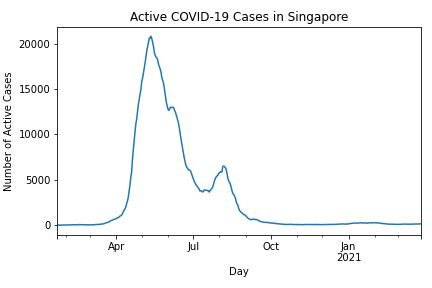 Active COVID-19 Cases in Singapore
Number of Active Cases
20000
15000
10000
5000
0
Apr
Jul
Oct
Jan
2021
Day